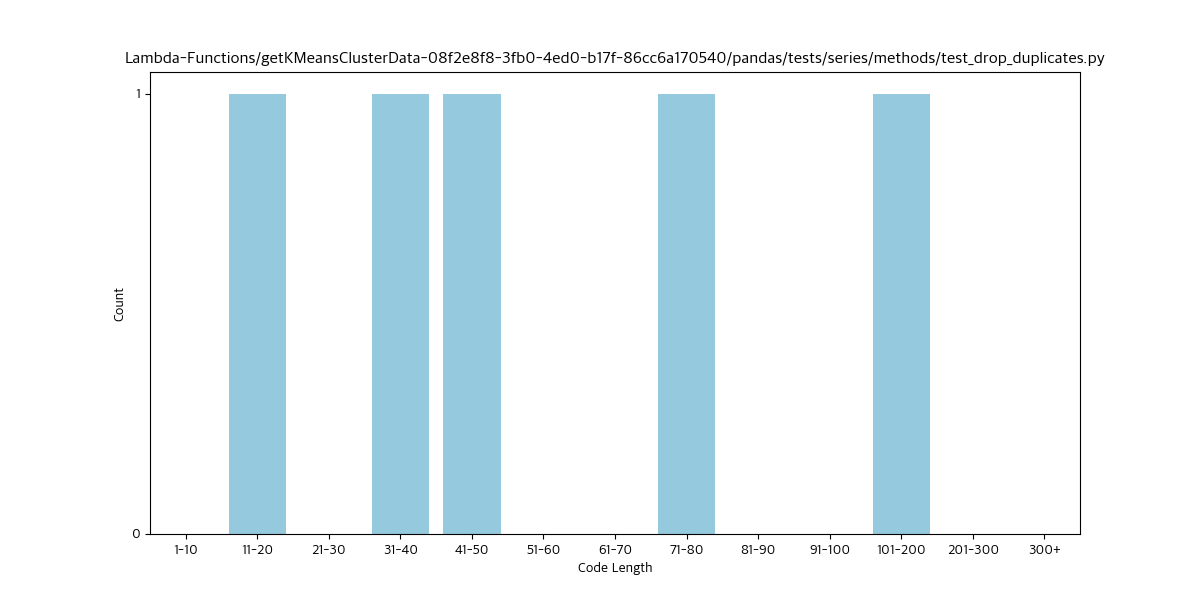 Lambda-Functions/getKMeansClusterData-08f2e8f8-3fb0-4ed0-b17f-86cc6a170540/pandas/tests/series/methods/test_drop_duplicates.py
1
Count
0
1-10 11-20 21-30 31-40 41-50 51-60 61-70 71-80 81-90 91-100 101-200 201-300 300+
Code Length